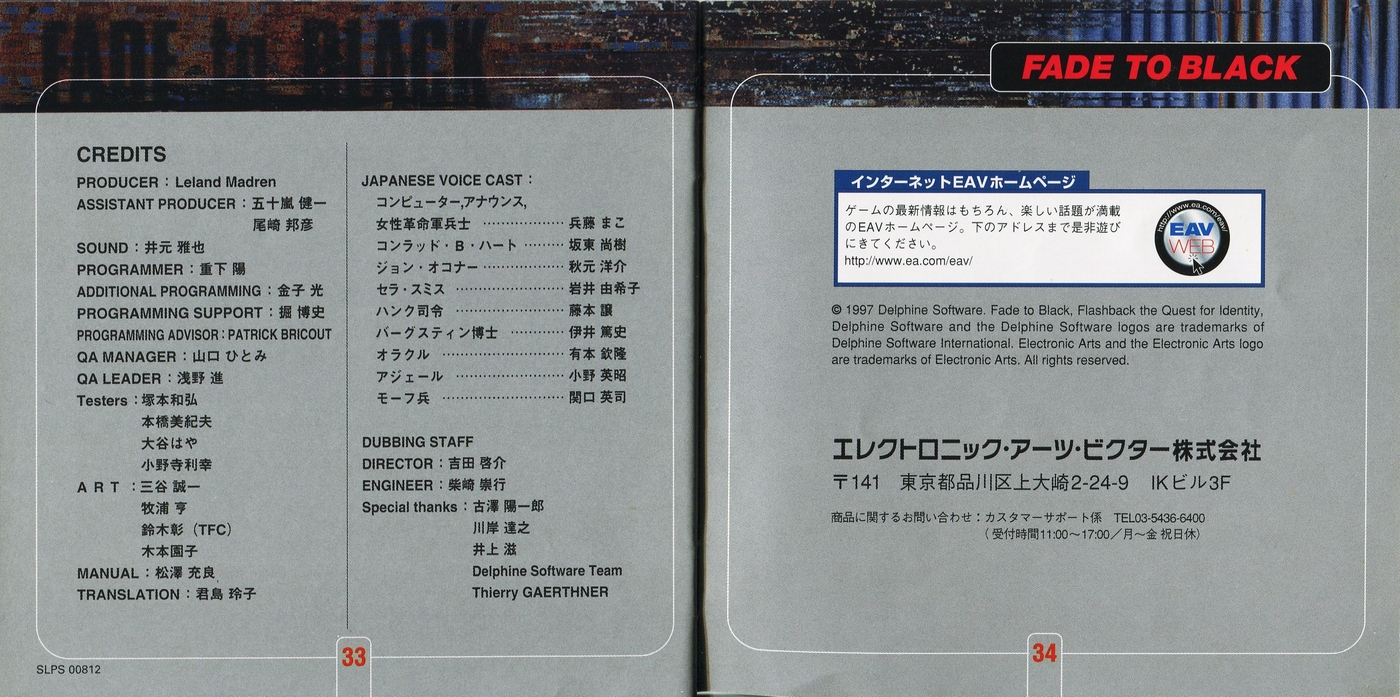 FADE to BLACK
CREDITS
PRODUCER：Leland Madren
ASSISTANT PRODUCER：五十嵐 健一
尾崎 邦彦
SOUND：井元 雅也
PROGRAMMER：重下 陽
ADDITIONAL PROGRAMMING：金子 光
PROGRAMMING SUPPORT：堀 博史
PROGRAMMING ADVISOR：PATRICK BRICOUT
QA MANAGER：山口 ひとみ
QA LEADER：浅野 進
Testers：塚本和弘
本橋美紀夫
大谷はや
小野寺利幸
A R T ：三谷 誠一
牧浦 亨
鈴木彰（TFC）
木本園子
MANUAL：松澤 充良
TRANSLATION：君島 玲子
JAPANESE VOICE CAST：
コンピューター,アナウンス,
女性革命軍兵士 ················ 兵藤 まこ
コンラッド・B・ハート ········ 坂東 尚樹
ジョン・オコナー ················ 秋元 洋介
セラ・スミス ······················ 岩井 由希子
ハンク司令 ························ 藤本 譲
バーグスティン博士 ············ 伊井 篤史
オラクル ···························· 有本 欽隆
アジェール ························ 小野 英昭
モーフ兵 ···························· 関口 英司
DUBBING STAFF
DIRECTOR：吉田 啓介
ENGINEER：柴崎 崇行
Special thanks：古澤 陽一郎
川岸 達之
井上 滋
Delphine Software Team
Thierry GAERTHNER
33
SLPS 00812
FADE TO BLACK
インターネットEAVホームページ
ゲームの最新情報はもちろん、楽しい話題が満載
のEAVホームページ。下のアドレスまで是非遊び
にきてください。
http://www.ea.com/eav/
http://www.ea.com/eav/
EAV
WEB
© 1997 Delphine Software. Fade to Black, Flashback the Quest for Identity,
Delphine Software and the Delphine Software logos are trademarks of
Delphine Software International. Electronic Arts and the Electronic Arts logo
are trademarks of Electronic Arts. All rights reserved.
エレクトロニック・アーツ・ビクター株式会社
〒141　東京都品川区上大崎2-24-9　IKビル3F
商品に関するお問い合わせ：カスタマーサポート係　TEL03-5436-6400
（受付時間11:00〜17:00／月〜金 祝日休）
34